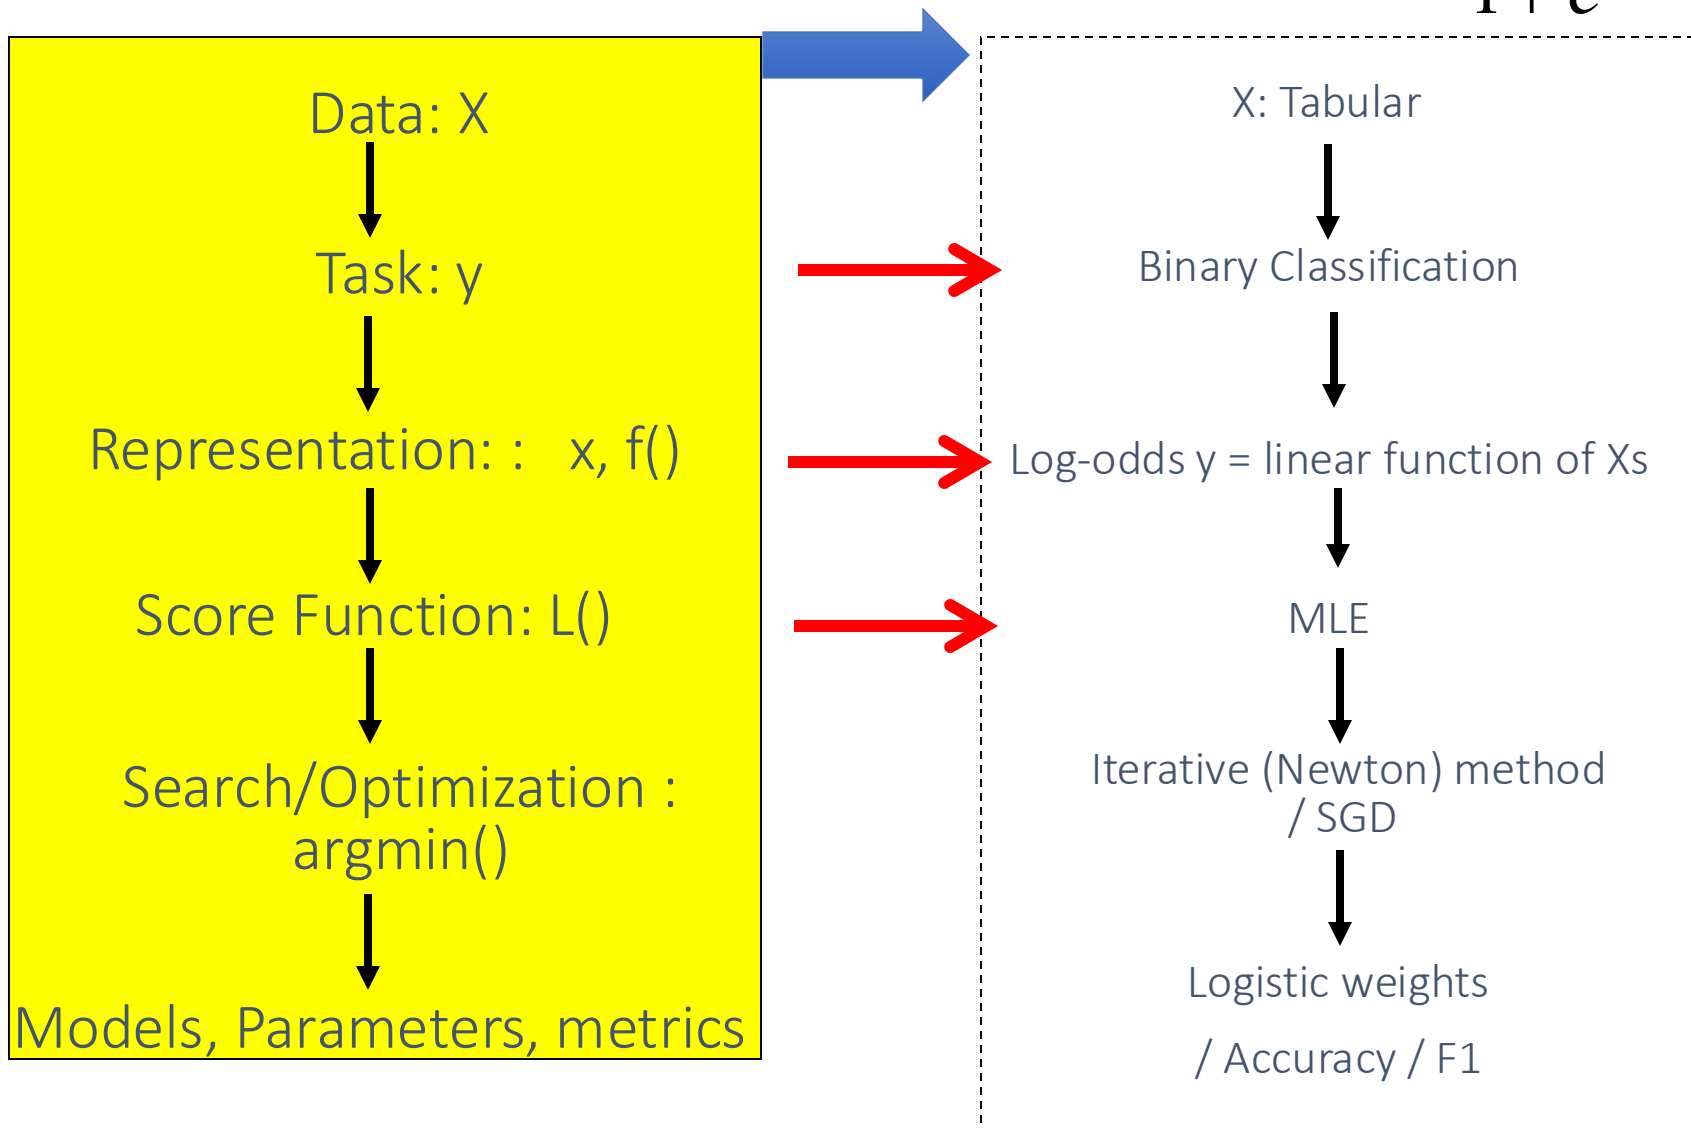 Data: X
Task: y
Representation: : x, f()
Score Function: L()
Search/Optimization :
argmin()
Models, Parameters, metrics
X: Tabular
Binary Classification
Log-odds y = linear function of Xs
MLE
Iterative (Newton) method
/ SGD
Logistic weights
/ Accuracy / F1